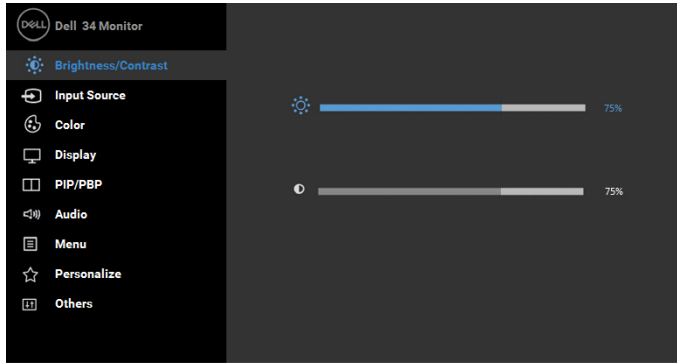 DELL Dell 34 Monitor
Brightness/Contrast
Input Source
Color
Display
PIP/PBP
Audio
Menu
Personalize
Others
75%
75%